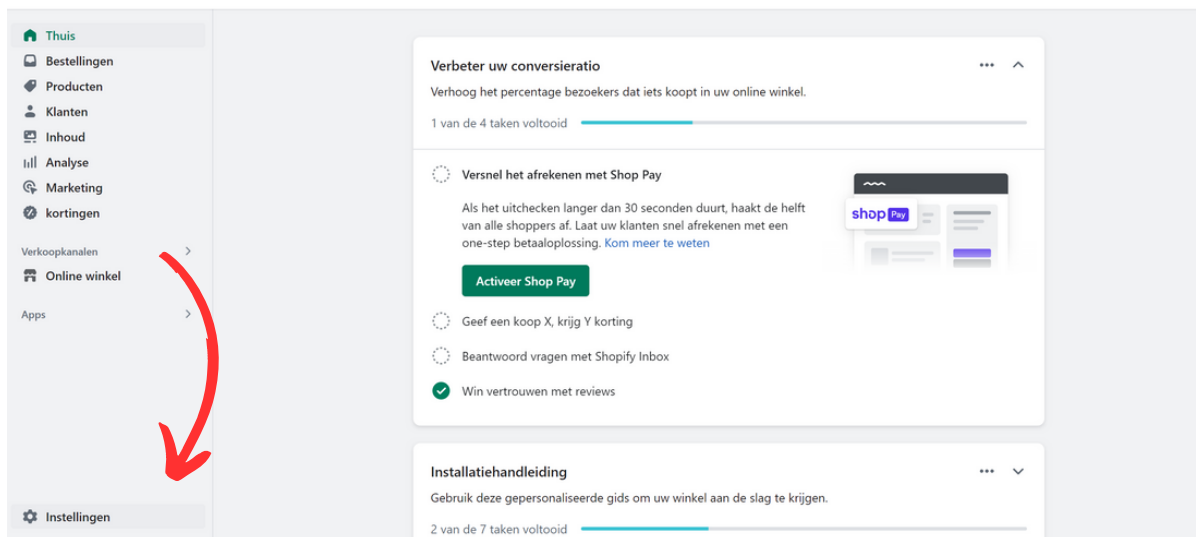 Thuis
Bestellingen
Producten
Klanten
Inhoud
Analyse
Marketing
kortingen
Verkoopkanalen
Online winkel
Apps
Instellingen
Verbeter uw conversieratio
Verhoog het percentage bezoekers dat iets koopt in uw online winkel.
1 van de 4 taken voltooid
Versnel het afrekenen met Shop Pay
Als het uitchecken langer dan 30 seconden duurt, haakt de helft
van alle shoppers af. Laat uw klanten snel afrekenen met een
one-step betaaloplossing. Kom meer te weten
Activeer Shop Pay
shop Pay
Geef een koop X, krijg Y korting
Beantwoord vragen met Shopify Inbox
Win vertrouwen met reviews
Installatiehandleiding
Gebruik deze gepersonaliseerde gids om uw winkel aan de slag te krijgen.
2 van de 7 taken voltooid